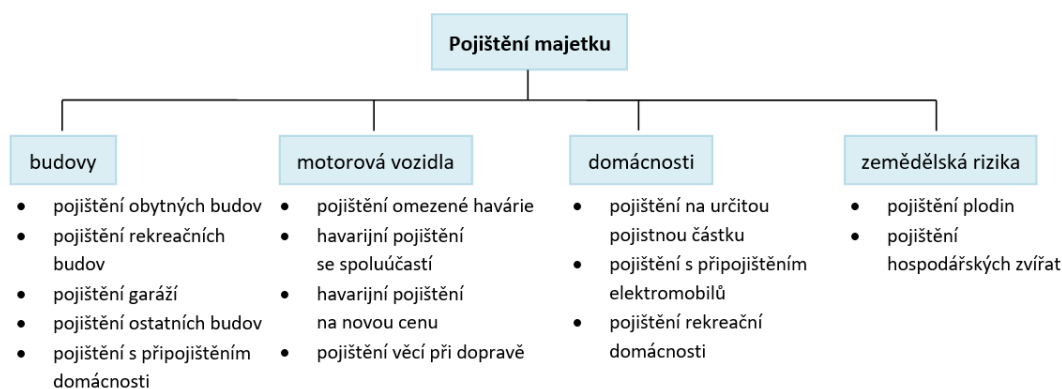 Pojištění majetku
budovy
• pojištění obytných budov
• pojištění rekreačních
budov
• pojištění garáží
• pojištění ostatních budov
• pojištění s připojištěním
domácnosti
motorová vozidla
• pojištění omezené havárie
• havarijní pojištění
se spoluúčastí
• havarijní pojištění
na novou cenu
• pojištění věcí při dopravě
domácnosti
• pojištění na určitou
pojistnou částku
• pojištění s připojištěním
elektromobilů
• pojištění rekreační
domácnosti
zemědělská rizika
• pojištění plodin
• pojištění
hospodářských zvířat